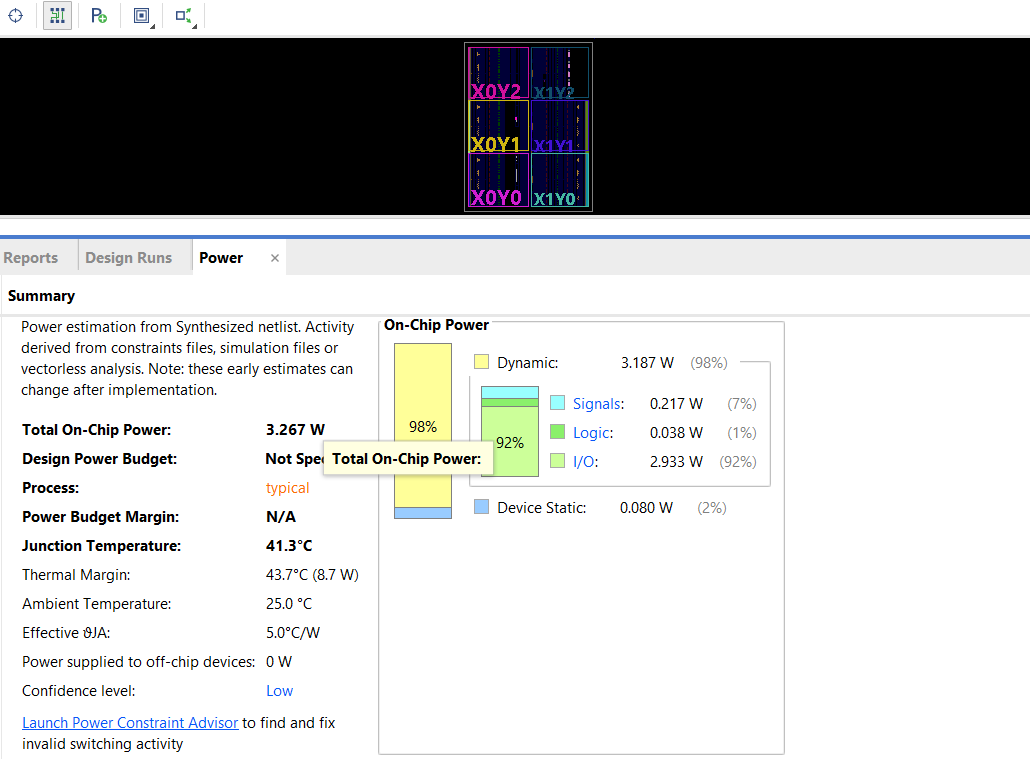 X0Y2 X1Y2
X0Y1 X1Y1
X0Y0 X1Y0
Reports Design Runs Power ×
Summary
Power estimation from Synthesized netlist. Activity
derived from constraints files, simulation files or
vectorless analysis. Note: these early estimates can
change after implementation.
Total On-Chip Power: 3.267 W
Design Power Budget: Not Spe
Process: typical
Power Budget Margin: N/A
Junction Temperature: 41.3°C
Thermal Margin: 43.7°C (8.7 W)
Ambient Temperature: 25.0 °C
Effective ϑJA: 5.0°C/W
Power supplied to off-chip devices: 0 W
Confidence level: Low
Launch Power Constraint Advisor to find and fix
invalid switching activity
Total On-Chip Power:
On-Chip Power
98%
92%
Dynamic: 3.187 W (98%)
Signals: 0.217 W (7%)
Logic: 0.038 W (1%)
I/O: 2.933 W (92%)
Device Static: 0.080 W (2%)